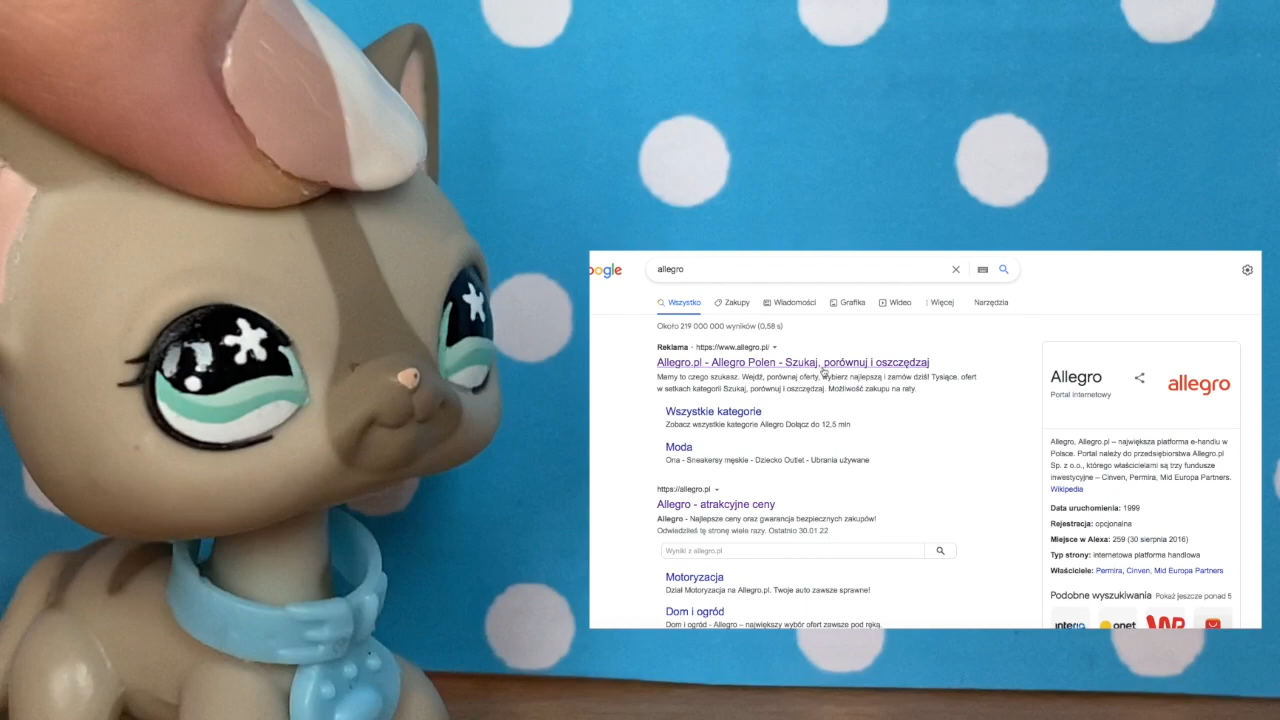 oogle
allegro
Wszystko Zakupy Wiadomości Grafika Wideo Więcej Narzędzia
Około 219 000 000 wyników (0,58 s)
Reklama · https://www.allegro.pl/
Allegro.pl - Allegro Polen - Szukaj, porównuj i oszczędzaj
Mamy to czego szukasz. Wejdź, porównaj oferty, wybierz najlepszą i zamów dziś! Tysiące. ofert
w setkach kategorii Szukaj, porównuj i oszczędzaj. Możliwość zakupu na raty.
Wszystkie kategorie
Zobacz wszystkie kategorie Allegro Dołącz do 12,5 mln
Moda
Ona - Sneakersy męskie - Dziecko Outlet - Ubrania używane
https://allegro.pl
Allegro - atrakcyjne ceny
Allegro - Najlepsze ceny oraz gwarancja bezpiecznych zakupów!
Odwiedziłeś tę stronę wiele razy. Ostatnio 30.01.22
Wyniki z allegro.pl
Motoryzacja
Dział Motoryzacja na Allegro.pl. Twoje auto zawsze sprawne!
Dom i ogród
Dom i ogród - Allegro – największy wybór ofert zawsze pod ręką
Allegro
Portal internetowy
allegro
Allegro, Allegro.pl – największa platforma e-handlu w
Polsce. Portal należy do przedsiębiorstwa Allegro.pl
Sp. z o.o., którego właścicielami są trzy fundusze
inwestycyjne – Cinven, Permira, Mid Europa Partners.
Wikipedia
Data uruchomienia: 1999
Rejestracja: opcjonalna
Miejsce w Alexa: 259 (30 sierpnia 2016)
Typ strony: internetowa platforma handlowa
Właściciele: Permira, Cinven, Mid Europa Partners
Podobne wyszukiwania Pokaż jeszcze ponad 5
interia onet WP